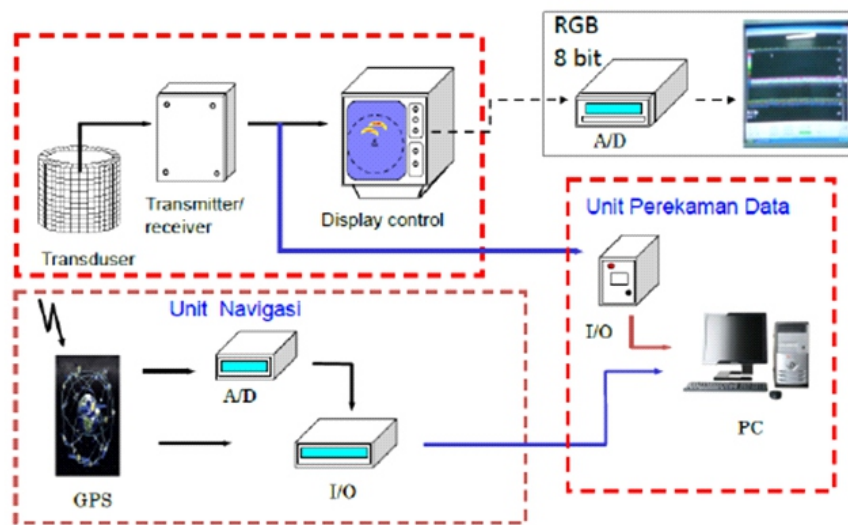 RGB
8 bit
A/D
Transmitter/
receiver
Display control
Transduser
Unit Perekaman Data
I/O
PC
Unit Navigasi
A/D
I/O
GPS